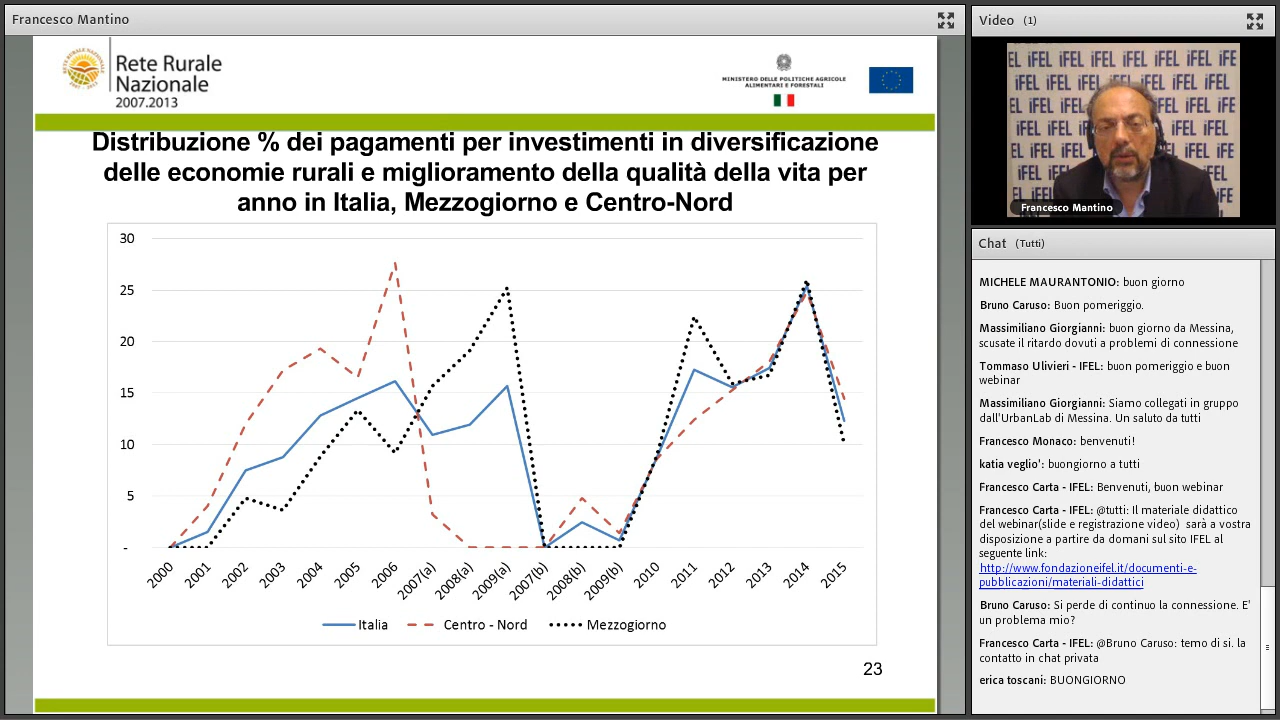 Francesco Mantino
Rete Rurale
Nazionale
2007.2013
MINISTERO DELLE POLITICHE AGRICOLE
ALIMENTARI E FORESTALI
Distribuzione % dei pagamenti per investimenti in diversificazione
delle economie rurali e miglioramento della qualità della vita per
anno in Italia, Mezzogiorno e Centro-Nord
30
25
20
15
10
5
-
2000
2001
2002
2003
2004
2005
2006
2007(a)
2008(a)
2009(a)
2007(b)
2008(b)
2009(b)
2010
2011
2012
2013
2014
2015
Italia
Centro - Nord
Mezzogiorno
23
Video (1)
EL iFEL iFEL iFEL iFE
Francesco Mantino
Chat (Tutti)
MICHELE MAURANTONIO: buon giorno
Bruno Caruso: Buon pomeriggio.
Massimiliano Giorgianni: buon giorno da Messina,
scusate il ritardo dovuti a problemi di connessione
Tommaso Ulivieri - IFEL: buon pomeriggio e buon
webinar
Massimiliano Giorgianni: Siamo collegati in gruppo
dall'UrbanLab di Messina. Un saluto da tutti
Francesco Monaco: benvenuti!
katia veglio': buongiorno a tutti
Francesco Carta - IFEL: Benvenuti, buon webinar
Francesco Carta - IFEL: @tutti: Il materiale didattico
del webinar(slide e registrazione video) sarà a vostra
disposizione a partire da domani sul sito IFEL al
seguente link:
http://www.fondazioneifel.it/documenti-e-
pubblicazioni/materiali-didattici
Bruno Caruso: Si perde di continuo la connessione. E'
un problema mio?
Francesco Carta - IFEL: @Bruno Caruso: temo di si. la
contatto in chat privata
erica toscani: BUONGIORNO